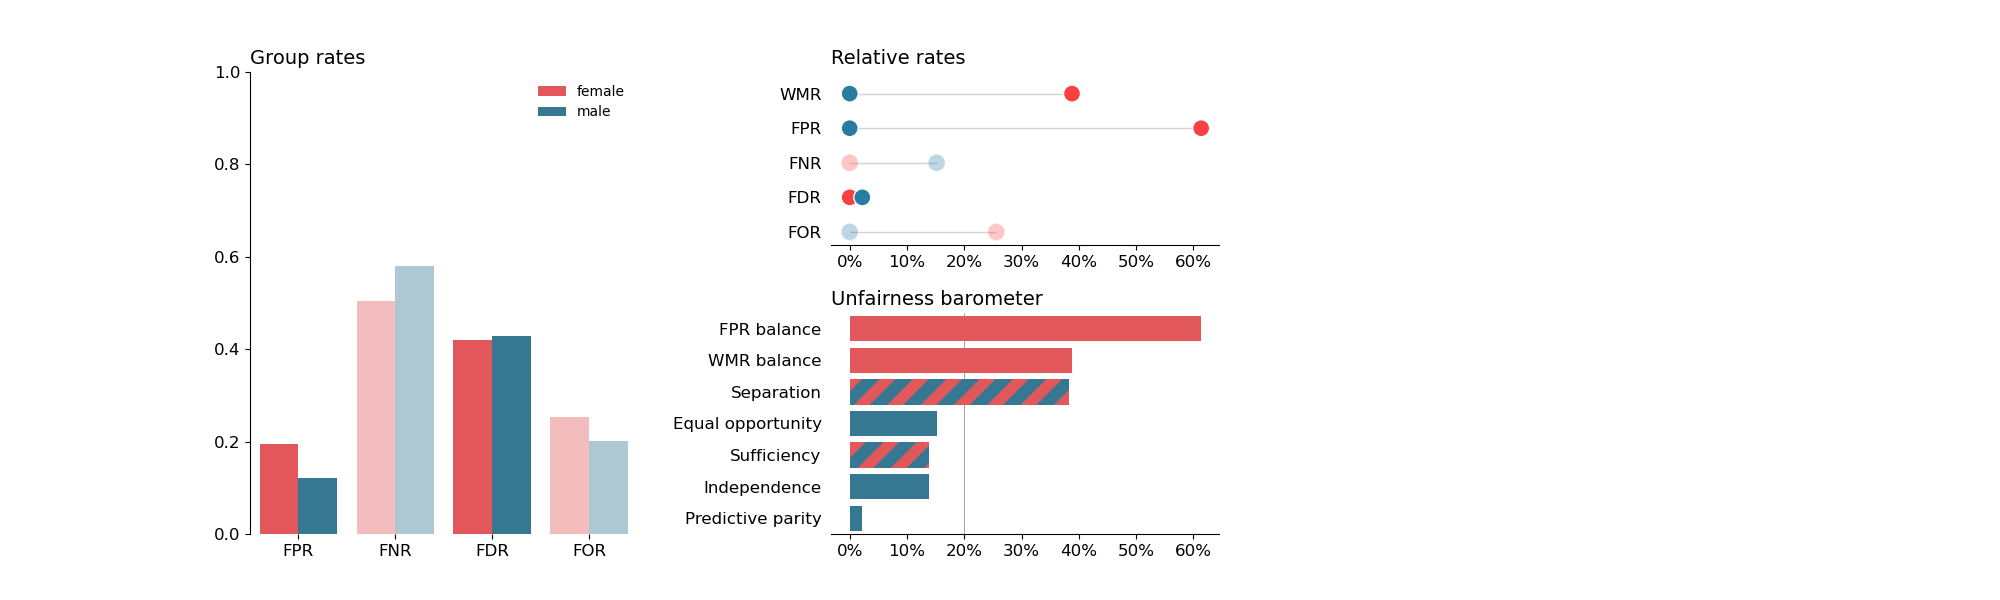 Group rates
1.0
0.8
0.6
0.4
0.2
0.0
FPR FNR FDR FOR
female
male
Relative rates
WMR
FPR
FNR
FDR
FOR
0% 10% 20% 30% 40% 50% 60%
Unfairness barometer
FPR balance
WMR balance
Separation
Equal opportunity
Sufficiency
Independence
Predictive parity
0% 10% 20% 30% 40% 50% 60%